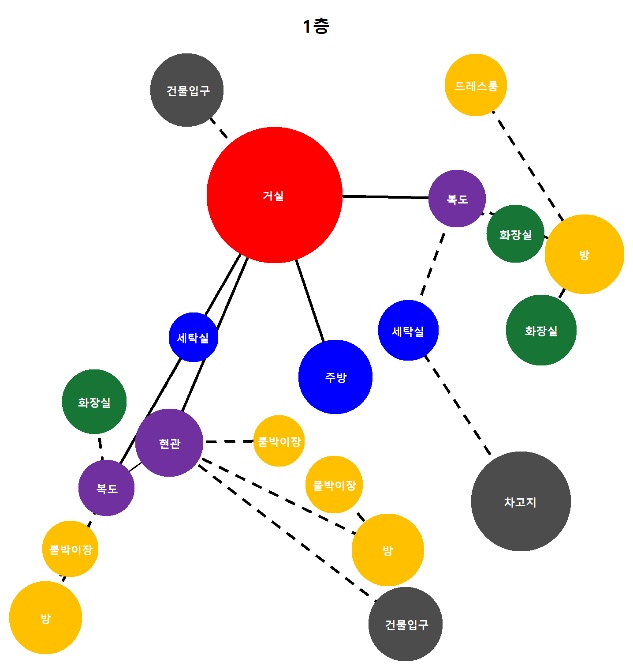 1층
건물입구
드레스룸
거실
복도
화장실
방
세탁실
세탁실
화장실
주방
화장실
현관
붙박이장
붙박이장
복도
차고지
붙박이장
방
방
건물입구